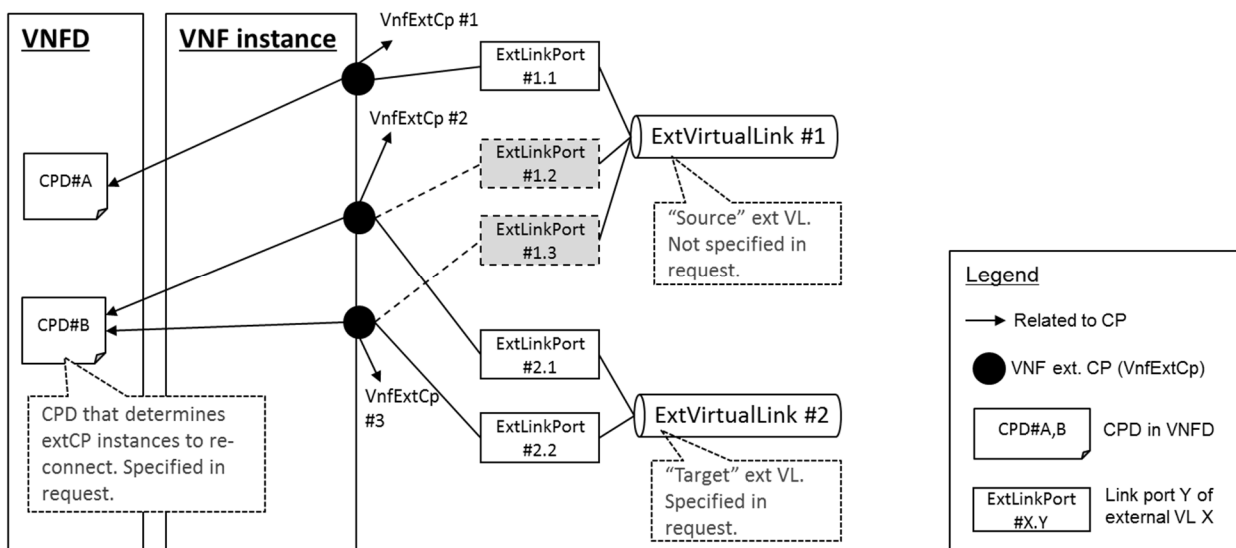 VNFD
VNF instance
VnfExtCp #1
ExtLinkPort
#1.1
VnfExtCp #2
ExtVirtualLink #1
ExtLinkPort
#1.2
CPD#A
"Source" ext VL.
Not specified in
request.
ExtLinkPort
#1.3
CPD#B
ExtLinkPort
#2.1
VnfExtCp
#3
ExtVirtualLink #2
ExtLinkPort
#2.2
CPD that determines
extCP instances to re-
connect. Specified in
request.
"Target" ext VL.
Specified in
request.
Legend
Related to CP
VNF ext. CP (VnfExtCp)
CPD#A,B
CPD in VNFD
ExtLinkPort
#X.Y
Link port Y of
external VL X